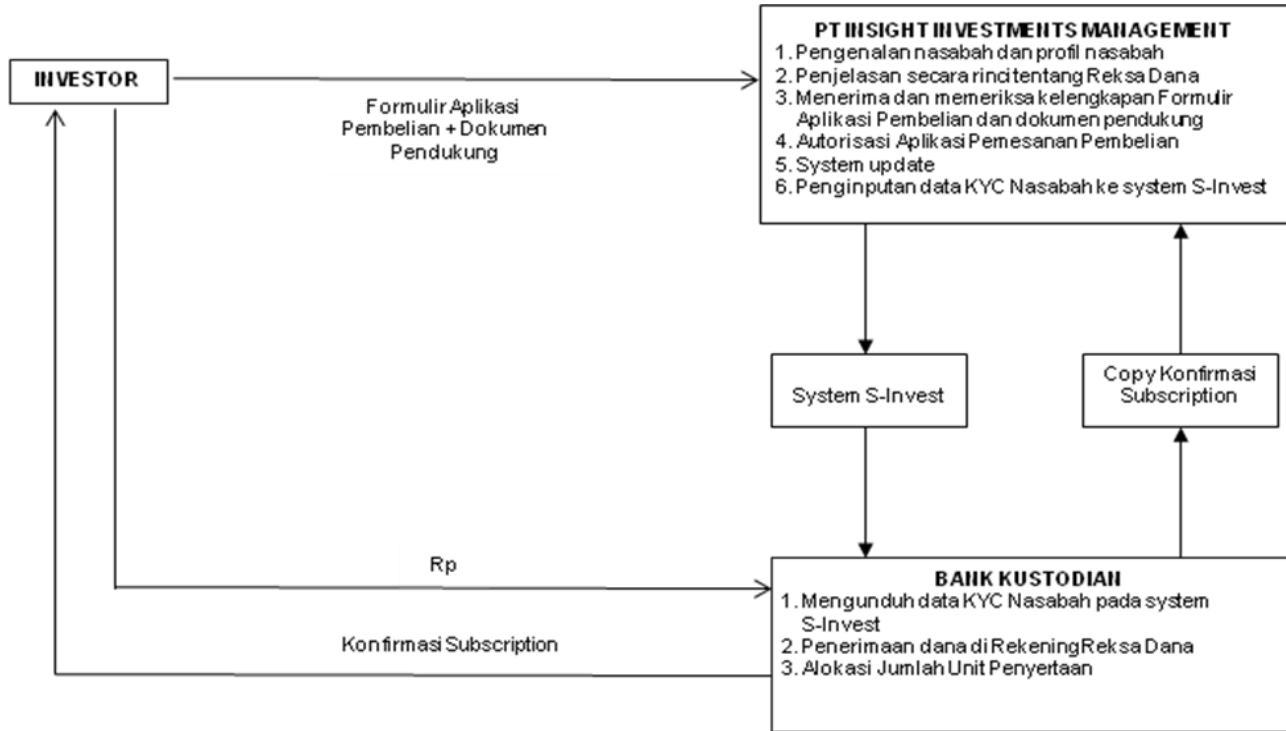 PT INSIGHT INVESTMENTS MANAGEMENT
1. Pengenalan nasabah dan profil nasabah
2. Penjelasan secara rinci tentang Reksa Dana
3. Menerima dan memeriksa kelengkapan Formulir
Aplikasi Pembelian dan dokumen pendukung
4. Autorisasi Aplikasi Pemesanan Pembelian
5. System update
6. Penginputan data KYC Nasabah ke system S-Invest
INVESTOR
Formulir Aplikasi
Pembelian + Dokumen
Pendukung
System S-Invest
Copy Konfirmasi
Subscription
Rp
Konfirmasi Subscription
BANK KUSTODIAN
1. Mengunduh data KYC Nasabah pada system
S-Invest
2. Penerimaan dana di Rekening Reksa Dana
3. Alokasi Jumlah Unit Penyertaan